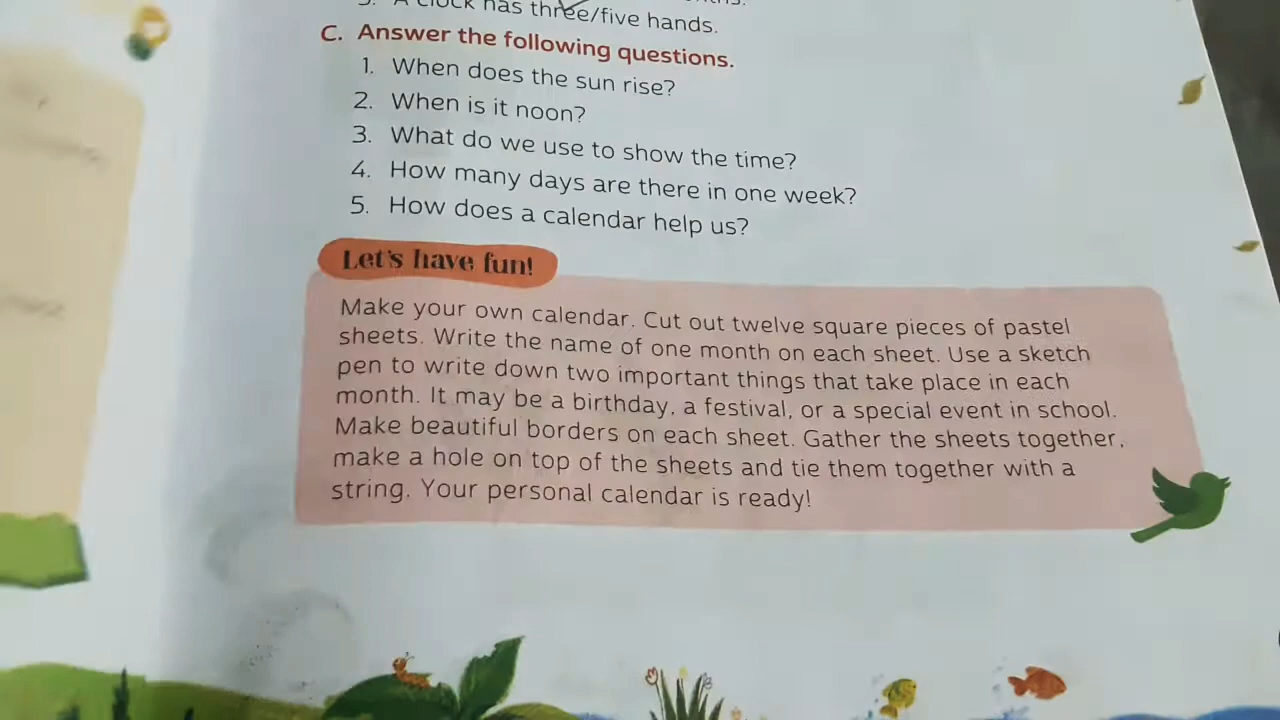 5. A clock has three/five hands.
C. Answer the following questions.
1. When does the sun rise?
2. When is it noon?
3. What do we use to show the time?
4. How many days are there in one week?
5. How does a calendar help us?
Let's have fun!
Make your own calendar. Cut out twelve square pieces of pastel
sheets. Write the name of one month on each sheet. Use a sketch
pen to write down two important things that take place in each
month. It may be a birthday, a festival, or a special event in school.
Make beautiful borders on each sheet. Gather the sheets together,
make a hole on top of the sheets and tie them together with a
string. Your personal calendar is ready!